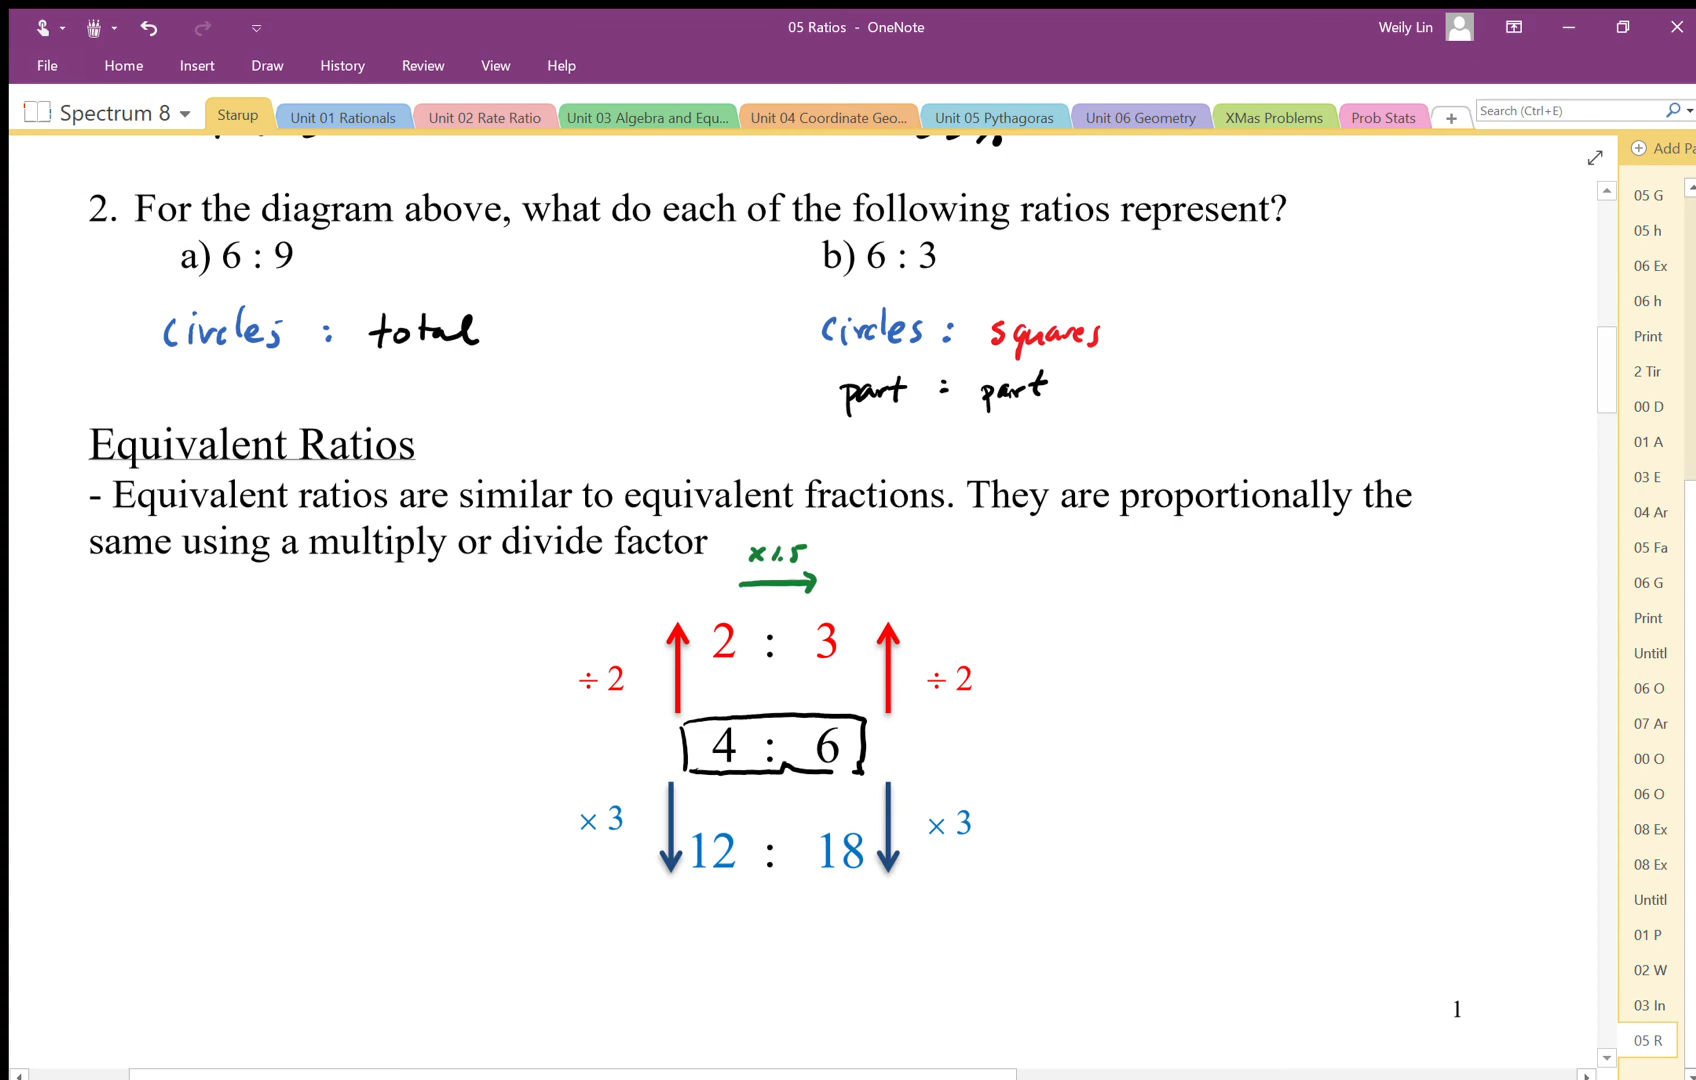 05 Ratios - OneNote
Weily Lin
File Home Insert Draw History Review View Help
Spectrum 8 Starup Unit 01 Rationals Unit 02 Rate Ratio Unit 03 Algebra and Equ... Unit 04 Coordinate Geo... Unit 05 Pythagoras Unit 06 Geometry XMas Problems Prob Stats + Search (Ctrl+E)
Add Pa
2. For the diagram above, what do each of the following ratios represent?
a) 6 : 9 b) 6 : 3
circles : total circles : squares
part : part
Equivalent Ratios
- Equivalent ratios are similar to equivalent fractions. They are proportionally the
same using a multiply or divide factor
×1.5
2 : 3
÷ 2 ÷ 2
4 : 6
× 3 × 3
12 : 18
1
05 G
05 h
06 Ex
06 h
Print
2 Tir
00 D
01 A
03 E
04 Ar
05 Fa
06 G
Print
Untitl
06 O
07 Ar
00 O
06 O
08 Ex
08 Ex
Untitl
01 P
02 W
03 In
05 R